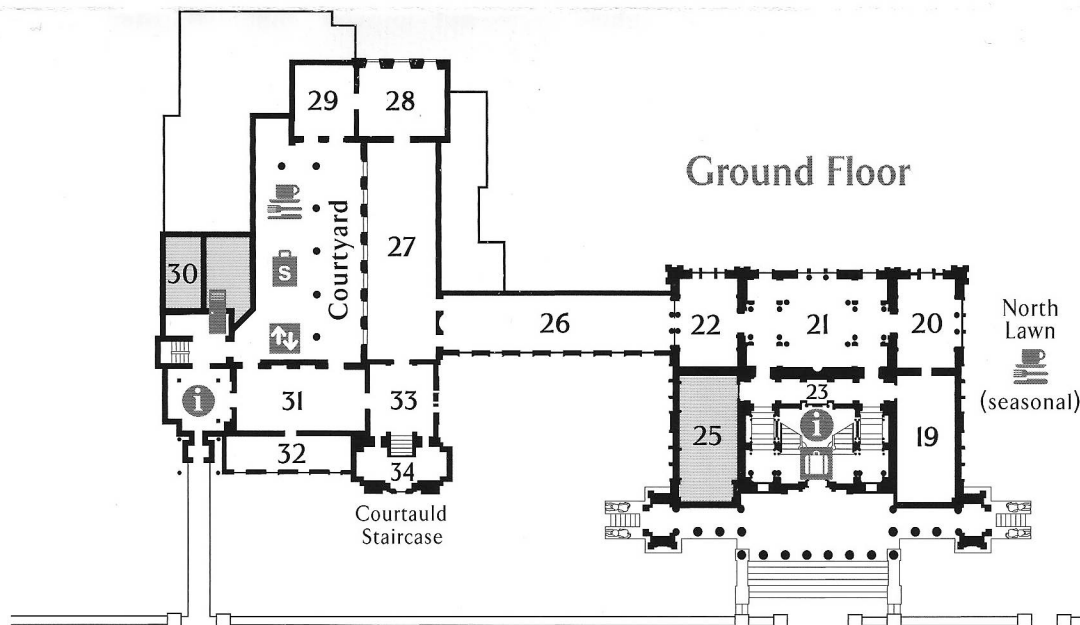 29
28
Ground Floor
Courtyard
27
30
S
22
21
20
North
Lawn
26
(seasonal)
i
31
33
23
i
25
19
32
34
Courtauld
Staircase